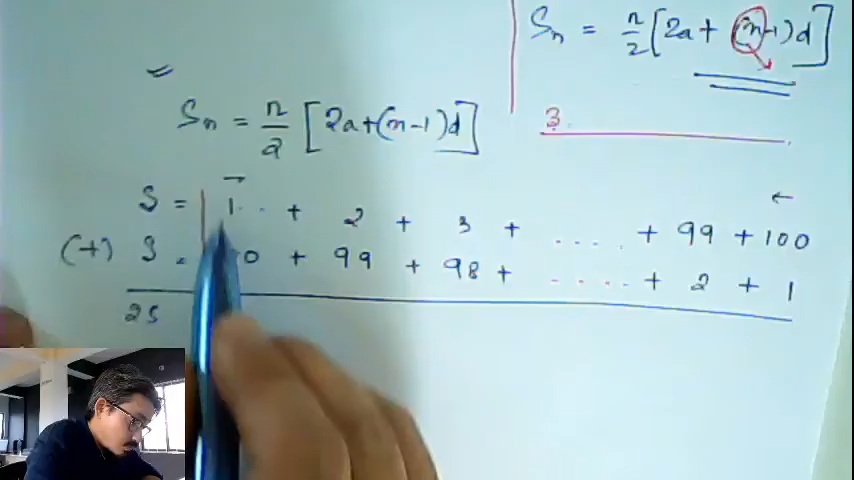 Sn = n/2 [2a + (n-1)d]
3.
Sn = n/2 [2a+(n-1)d]
S = 1 + 2 + 3 + ..... + 99 + 100
(+) S = 100 + 99 + 98 + ..... + 2 + 1
2S